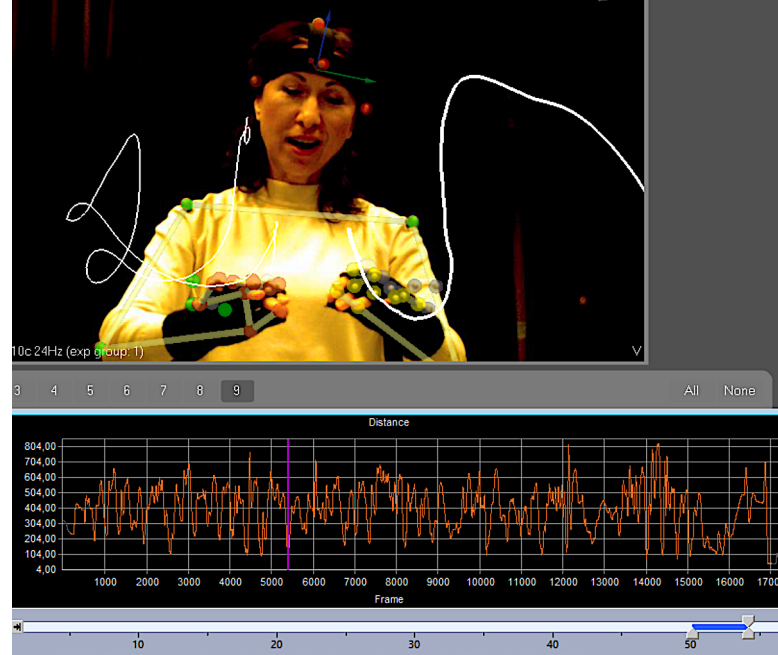 10c 24Hz (exp group: 1)
V
3 4 5 6 7 8 9 All None
Distance
804,00
704,00
604,00
504,00
404,00
304,00
204,00
104,00
4,00
1000 2000 3000 4000 5000 6000 7000 8000 9000 10000 11000 12000 13000 14000 15000 16000 1700
Frame
10 20 30 40 50